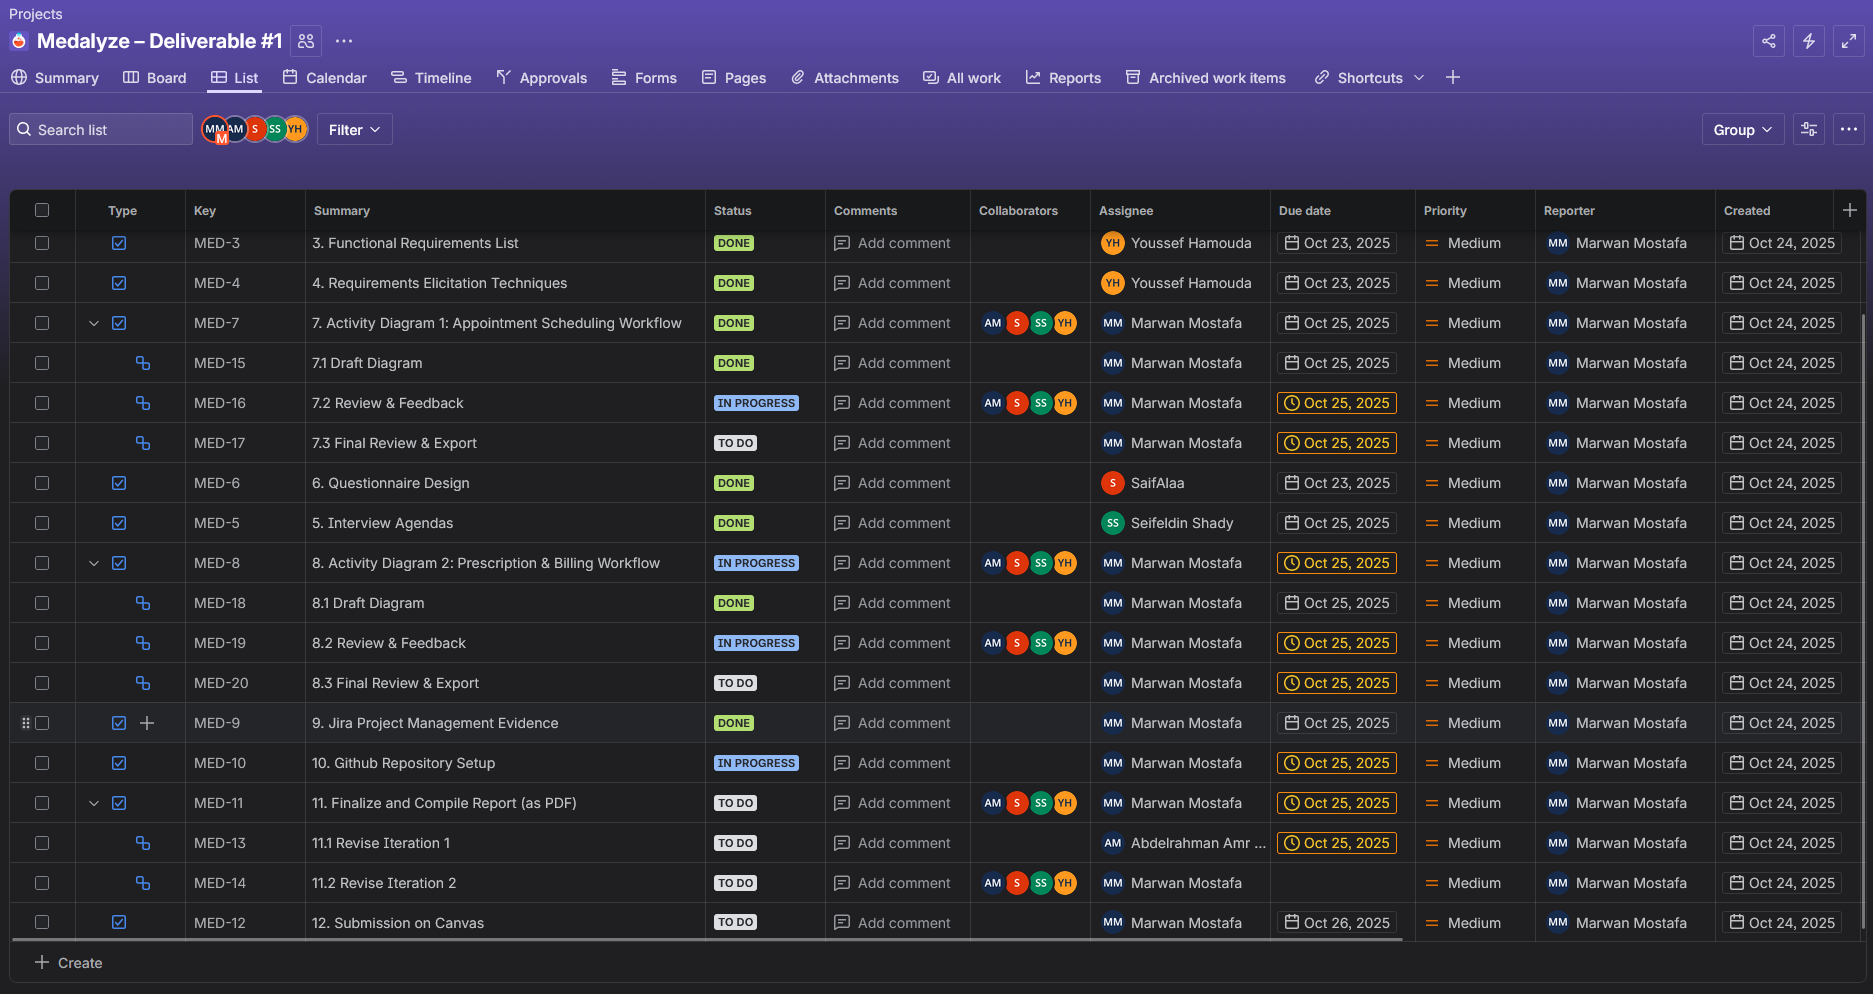 Projects
Medalyze – Deliverable #1
Summary Board List Calendar Timeline Approvals Forms Pages Attachments All work Reports Archived work items Shortcuts
Search list MM M AM S SS YH Filter Group
Type Key Summary Status Comments Collaborators Assignee Due date Priority Reporter Created
MED-3 3. Functional Requirements List DONE Add comment YH Youssef Hamouda Oct 23, 2025 Medium MM Marwan Mostafa Oct 24, 2025
MED-4 4. Requirements Elicitation Techniques DONE Add comment YH Youssef Hamouda Oct 23, 2025 Medium MM Marwan Mostafa Oct 24, 2025
MED-7 7. Activity Diagram 1: Appointment Scheduling Workflow DONE Add comment AM S SS YH MM Marwan Mostafa Oct 25, 2025 Medium MM Marwan Mostafa Oct 24, 2025
MED-15 7.1 Draft Diagram DONE Add comment MM Marwan Mostafa Oct 25, 2025 Medium MM Marwan Mostafa Oct 24, 2025
MED-16 7.2 Review & Feedback IN PROGRESS Add comment AM S SS YH MM Marwan Mostafa Oct 25, 2025 Medium MM Marwan Mostafa Oct 24, 2025
MED-17 7.3 Final Review & Export TO DO Add comment MM Marwan Mostafa Oct 25, 2025 Medium MM Marwan Mostafa Oct 24, 2025
MED-6 6. Questionnaire Design DONE Add comment S SaifAlaa Oct 23, 2025 Medium MM Marwan Mostafa Oct 24, 2025
MED-5 5. Interview Agendas DONE Add comment SS Seifeldin Shady Oct 25, 2025 Medium MM Marwan Mostafa Oct 24, 2025
MED-8 8. Activity Diagram 2: Prescription & Billing Workflow IN PROGRESS Add comment AM S SS YH MM Marwan Mostafa Oct 25, 2025 Medium MM Marwan Mostafa Oct 24, 2025
MED-18 8.1 Draft Diagram DONE Add comment MM Marwan Mostafa Oct 25, 2025 Medium MM Marwan Mostafa Oct 24, 2025
MED-19 8.2 Review & Feedback IN PROGRESS Add comment AM S SS YH MM Marwan Mostafa Oct 25, 2025 Medium MM Marwan Mostafa Oct 24, 2025
MED-20 8.3 Final Review & Export TO DO Add comment MM Marwan Mostafa Oct 25, 2025 Medium MM Marwan Mostafa Oct 24, 2025
MED-9 9. Jira Project Management Evidence DONE Add comment MM Marwan Mostafa Oct 25, 2025 Medium MM Marwan Mostafa Oct 24, 2025
MED-10 10. Github Repository Setup IN PROGRESS Add comment MM Marwan Mostafa Oct 25, 2025 Medium MM Marwan Mostafa Oct 24, 2025
MED-11 11. Finalize and Compile Report (as PDF) TO DO Add comment AM S SS YH MM Marwan Mostafa Oct 25, 2025 Medium MM Marwan Mostafa Oct 24, 2025
MED-13 11.1 Revise Iteration 1 TO DO Add comment AM Abdelrahman Amr ... Oct 25, 2025 Medium MM Marwan Mostafa Oct 24, 2025
MED-14 11.2 Revise Iteration 2 TO DO Add comment AM S SS YH MM Marwan Mostafa Medium MM Marwan Mostafa Oct 24, 2025
MED-12 12. Submission on Canvas TO DO Add comment MM Marwan Mostafa Oct 26, 2025 Medium MM Marwan Mostafa Oct 24, 2025
Create